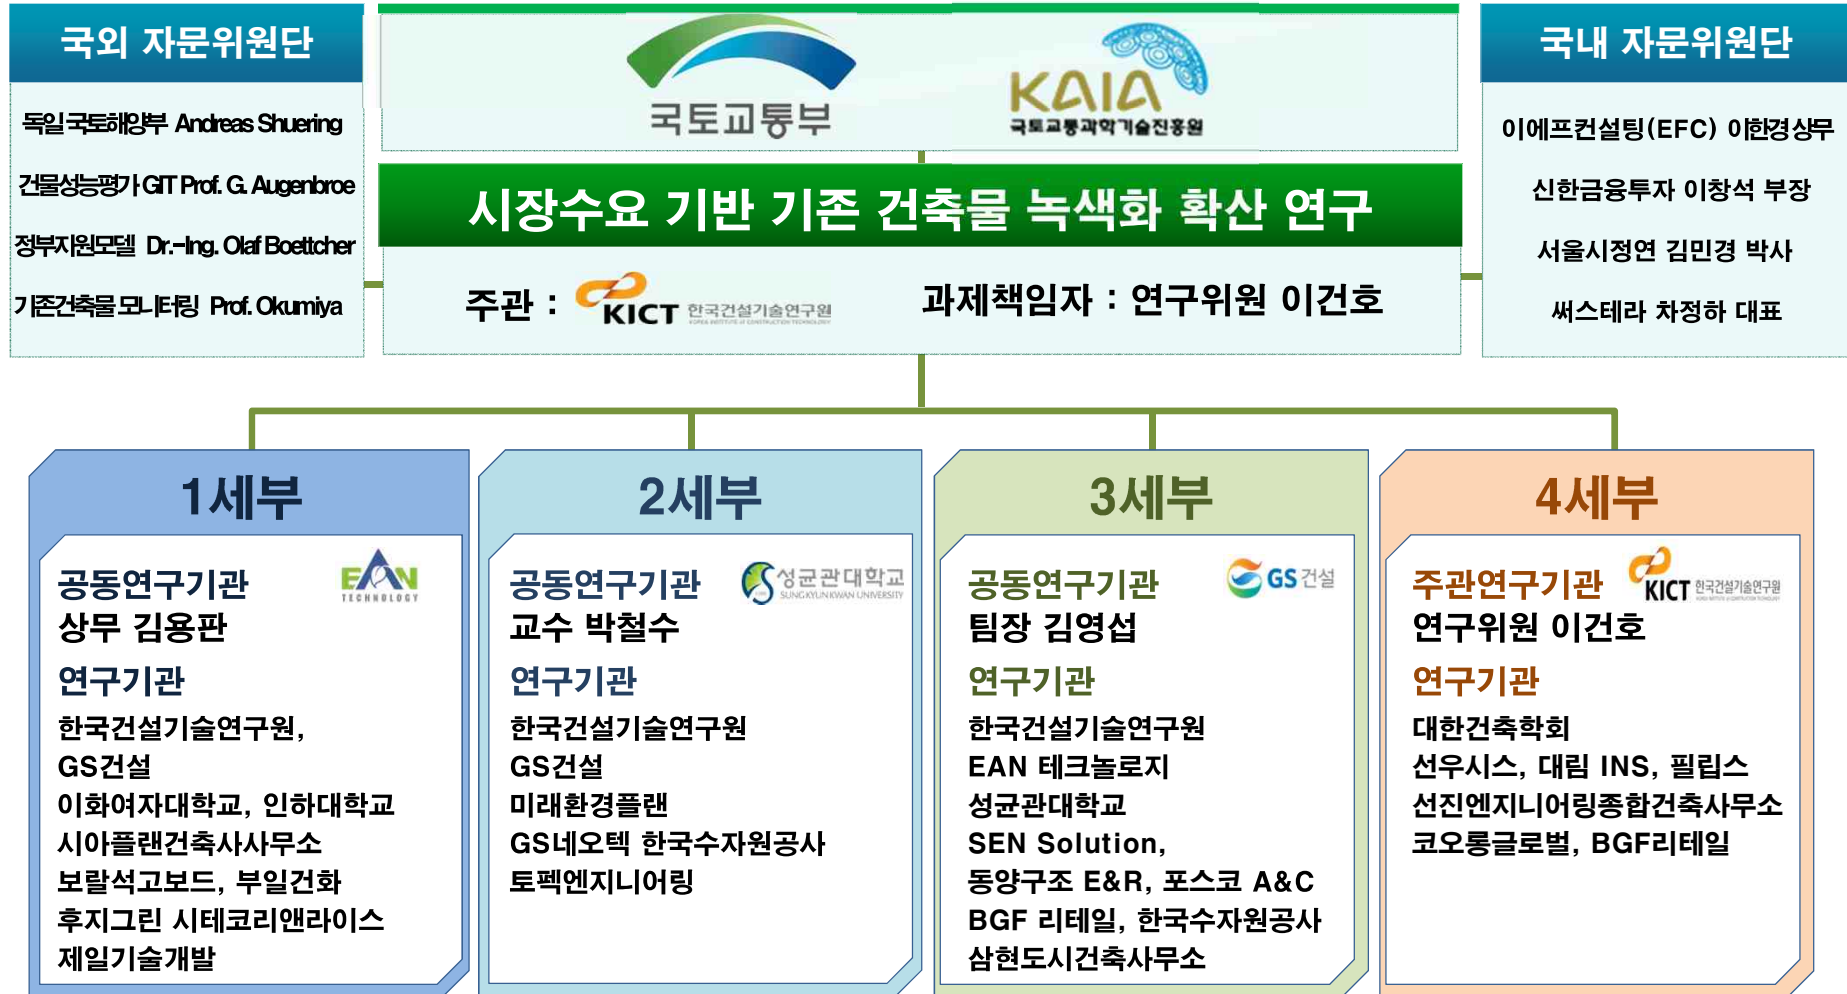 국외 자문위원단
독일 국토해양부 Andreas Shuering
건물성능평가 GIT Prof. G. Augenbroe
정부지원모델 Dr.-Ing. Olaf Boettcher
기존건축물 모니터링 Prof. Okumiya
국토교통부
KAIA
국토교통과학기술진흥원
시장수요 기반 기존 건축물 녹색화 확산 연구
주관 : KICT 한국건설기술연구원
KOREA INSTITUTE of CONSTRUCTION TECHNOLOGY
과제책임자 : 연구위원 이건호
국내 자문위원단
이에프컨설팅(EFC) 이한경 상무
신한금융투자 이창석 부장
서울시정연 김민경 박사
써스테라 차정하 대표
1세부
공동연구기관
EAN
TECHNOLOGY
상무 김용판
연구기관
한국건설기술연구원,
GS건설
이화여자대학교, 인하대학교
시아플랜건축사사무소
보랄석고보드, 부일건화
후지그린 시테코리앤라이스
제일기술개발
2세부
공동연구기관
성균관대학교
SUNGKYUNKWAN UNIVERSITY
교수 박철수
연구기관
한국건설기술연구원
GS건설
미래환경플랜
GS네오텍 한국수자원공사
토펙엔지니어링
3세부
공동연구기관
GS건설
팀장 김영섭
연구기관
한국건설기술연구원
EAN 테크놀로지
성균관대학교
SEN Solution,
동양구조 E&R, 포스코 A&C
BGF 리테일, 한국수자원공사
삼현도시건축사무소
4세부
주관연구기관
KICT 한국건설기술연구원
연구위원 이건호
연구기관
대한건축학회
선우시스, 대림 INS, 필립스
선진엔지니어링종합건축사무소
코오롱글로벌, BGF리테일